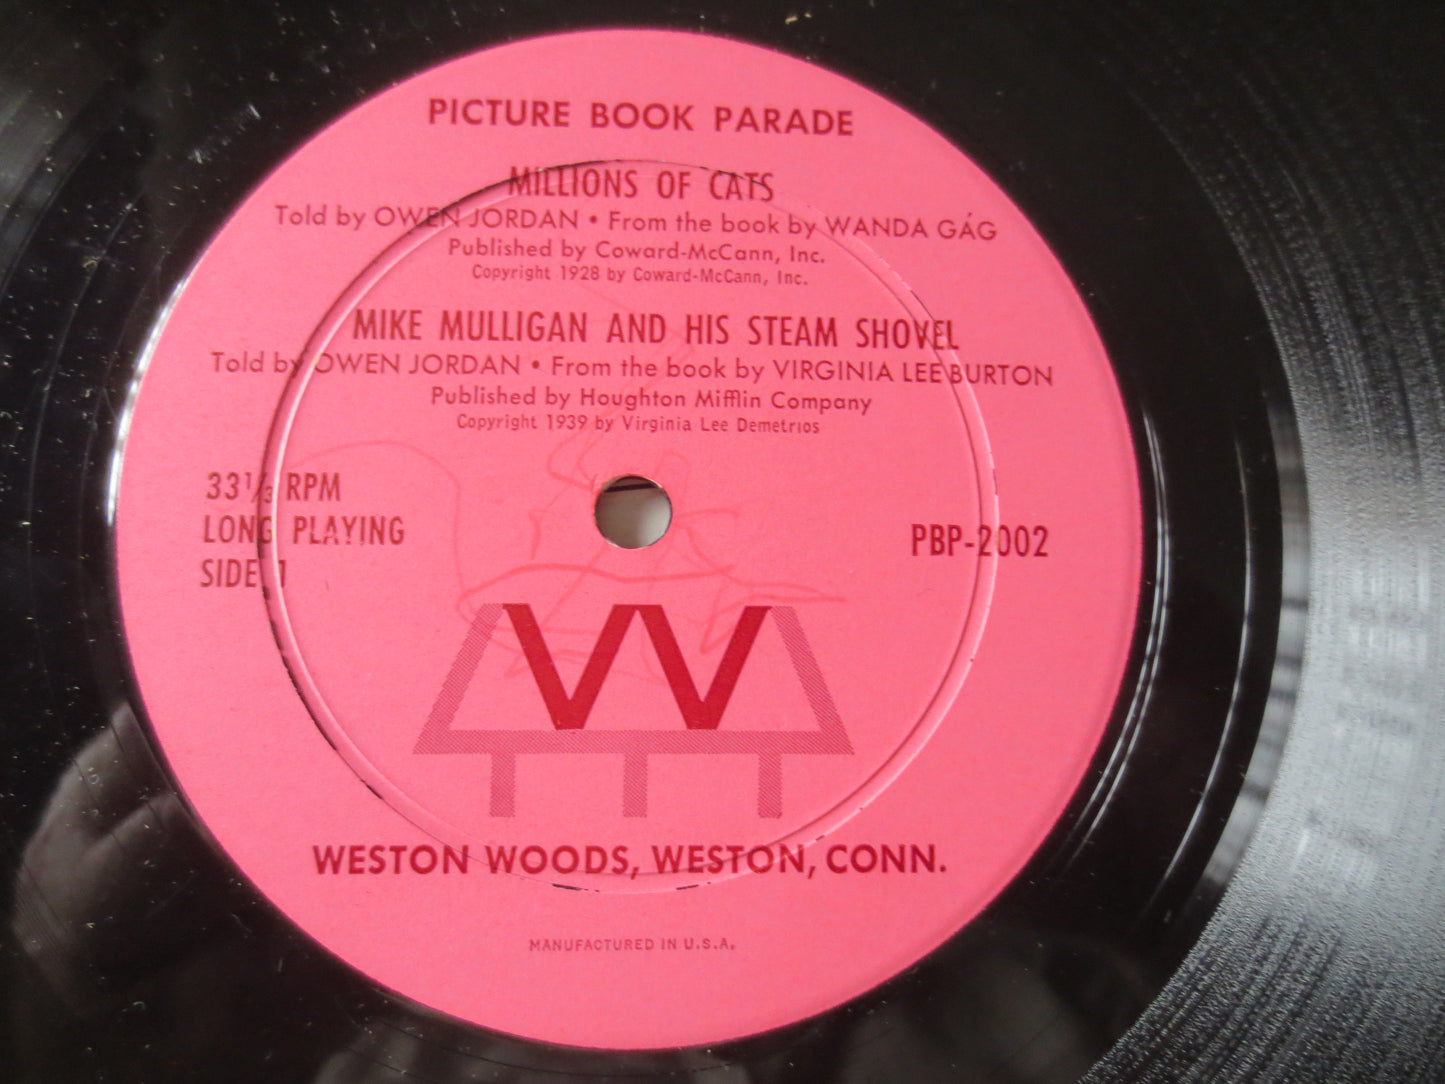 PICTURE BOOK PARADE
MILLIONS OF CATS
Told by OWEN JORDAN • From the book by WANDA GÁG
Published by Coward-McCann, Inc.
Copyright 1928 by Coward-McCann, Inc.
MIKE MULLIGAN AND HIS STEAM SHOVEL
Told by OWEN JORDAN • From the book by VIRGINIA LEE BURTON
Published by Houghton Mifflin Company
Copyright 1939 by Virginia Lee Demetrios
33 1/3 RPM
LONG PLAYING
SIDE 1
PBP-2002
WESTON WOODS, WESTON, CONN.
MANUFACTURED IN U.S.A.